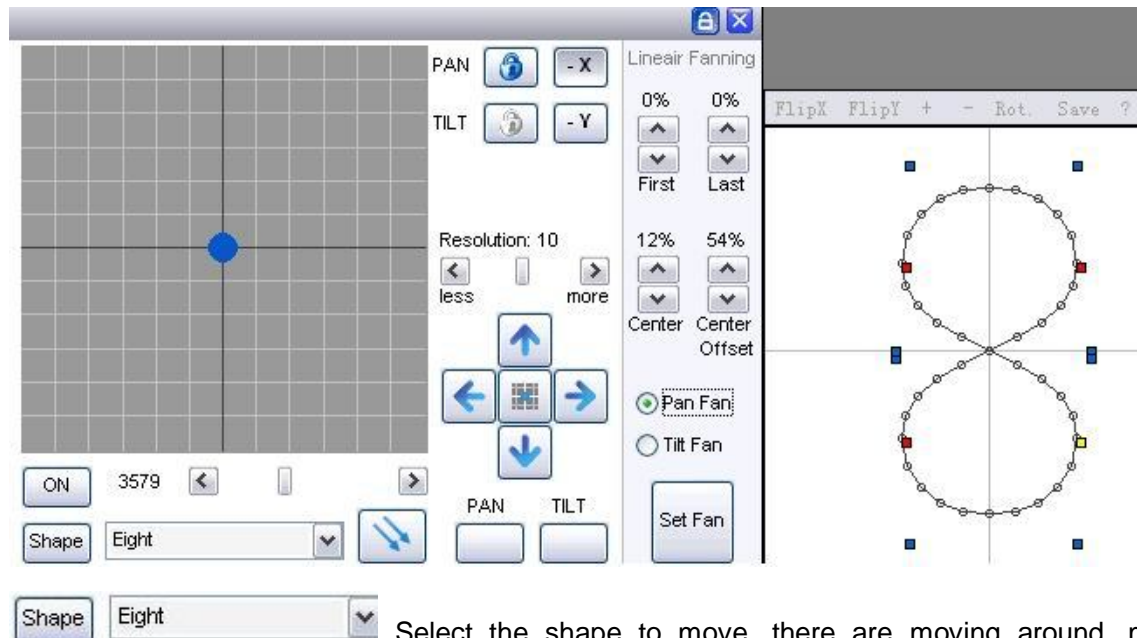 PAN - X
TILT - Y
Resolution: 10
less more
PAN TILT
Lineair Fanning
0% 0%
First Last
12% 54%
Center Center
Offset
Pan Fan
Tilt Fan
Set Fan
ON 3579
Shape Eight
FlipX FlipY + - Rot. Save ?
Shape Eight
Select the shape to move, there are moving around,